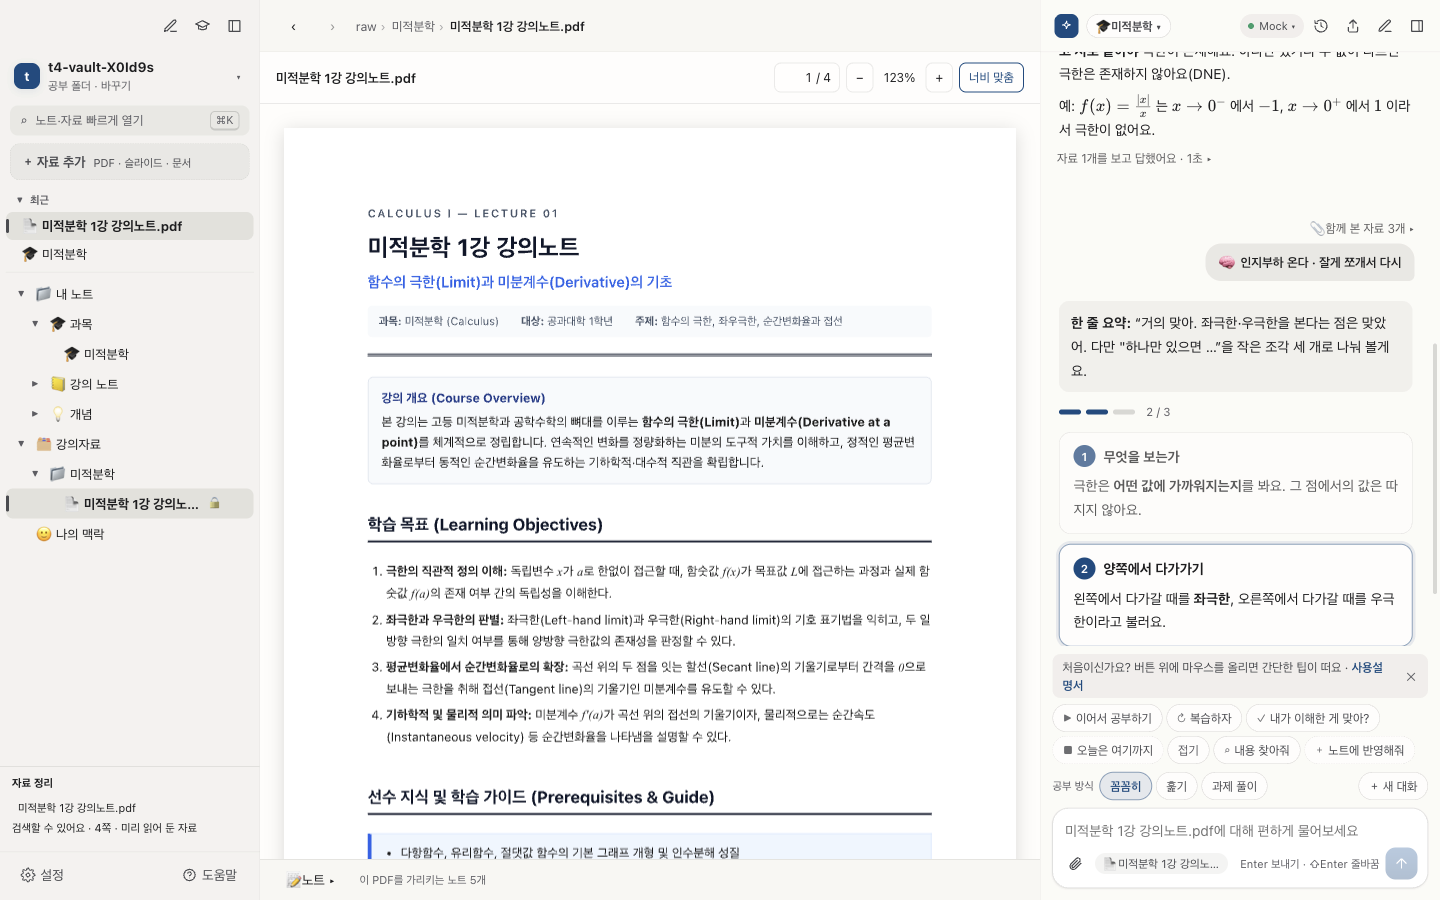 t4-vault-X0ld9s
공부 폴더 · 바꾸기
노트·자료 빠르게 열기 ⌘K
+ 자료 추가 PDF · 슬라이드 · 문서
▼ 최근
미적분학 1강 강의노트.pdf
미적분학
▼ 내 노트
▼ 과목
미적분학
▶ 강의 노트
▶ 개념
▼ 강의자료
▼ 미적분학
미적분학 1강 강의노...
나의 맥락
자료 정리
미적분학 1강 강의노트.pdf
검색할 수 있어요 · 4쪽 · 미리 읽어 둔 자료
설정 도움말
‹ › raw › 미적분학 › 미적분학 1강 강의노트.pdf
미적분학 1강 강의노트.pdf 1 / 4 − 123% + 너비 맞춤
CALCULUS I — LECTURE 01
미적분학 1강 강의노트
함수의 극한(Limit)과 미분계수(Derivative)의 기초
과목: 미적분학 (Calculus) 대상: 공과대학 1학년 주제: 함수의 극한, 좌우극한, 순간변화율과 접선
강의 개요 (Course Overview)
본 강의는 고등 미적분학과 공학수학의 뼈대를 이루는 함수의 극한(Limit)과 미분계수(Derivative at a
point)를 체계적으로 정립합니다. 연속적인 변화를 정량화하는 미분의 도구적 가치를 이해하고, 정적인 평균변
화율로부터 동적인 순간변화율을 유도하는 기하학적·대수적 직관을 확립합니다.
학습 목표 (Learning Objectives)
1. 극한의 직관적 정의 이해: 독립변수 x가 a로 한없이 접근할 때, 함숫값 f(x)가 목표값 L에 접근하는 과정과 실제 함
숫값 f(a)의 존재 여부 간의 독립성을 이해한다.
2. 좌극한과 우극한의 판별: 좌극한(Left-hand limit)과 우극한(Right-hand limit)의 기호 표기법을 익히고, 두 일
방향 극한의 일치 여부를 통해 양방향 극한값의 존재성을 판정할 수 있다.
3. 평균변화율에서 순간변화율로의 확장: 곡선 위의 두 점을 잇는 할선(Secant line)의 기울기로부터 간격을 0으로
보내는 극한을 취해 접선(Tangent line)의 기울기인 미분계수를 유도할 수 있다.
4. 기하학적 및 물리적 의미 파악: 미분계수 f′(a)가 곡선 위의 접선의 기울기이자, 물리적으로는 순간속도
(Instantaneous velocity) 등 순간변화율을 나타냄을 설명할 수 있다.
선수 지식 및 학습 가이드 (Prerequisites & Guide)
• 다항함수, 유리함수, 절댓값 함수의 기본 그래프 개형 및 인수분해 성질
노트 ▸ 이 PDF를 가리키는 노트 5개
미적분학 ▾ Mock ▾
극한은 존재하지 않아요(DNE).
예: f(x) = |x|/x 는 x → 0⁻ 에서 −1, x → 0⁺ 에서 1 이라
서 극한이 없어요.
자료 1개를 보고 답했어요 · 1초 ▸
함께 본 자료 3개 ▸
인지부하 온다 · 잘게 쪼개서 다시
한 줄 요약: “거의 맞아. 좌극한·우극한을 본다는 점은 맞았
어. 다만 "하나만 있으면 ..."을 작은 조각 세 개로 나눠 볼게
요.
2 / 3
1 무엇을 보는가
극한은 어떤 값에 가까워지는지를 봐요. 그 점에서의 값은 따
지지 않아요.
2 양쪽에서 다가가기
왼쪽에서 다가갈 때를 좌극한, 오른쪽에서 다가갈 때를 우극
한이라고 불러요.
처음이신가요? 버튼 위에 마우스를 올리면 간단한 팁이 떠요 · 사용설
명서
▶ 이어서 공부하기 ↻ 복습하자 ✓ 내가 이해한 게 맞아?
■ 오늘은 여기까지 접기 내용 찾아줘 + 노트에 반영해줘
공부 방식 꼼꼼히 훑기 과제 풀이 + 새 대화
미적분학 1강 강의노트.pdf에 대해 편하게 물어보세요
미적분학 1강 강의노... Enter 보내기 · ⇧Enter 줄바꿈